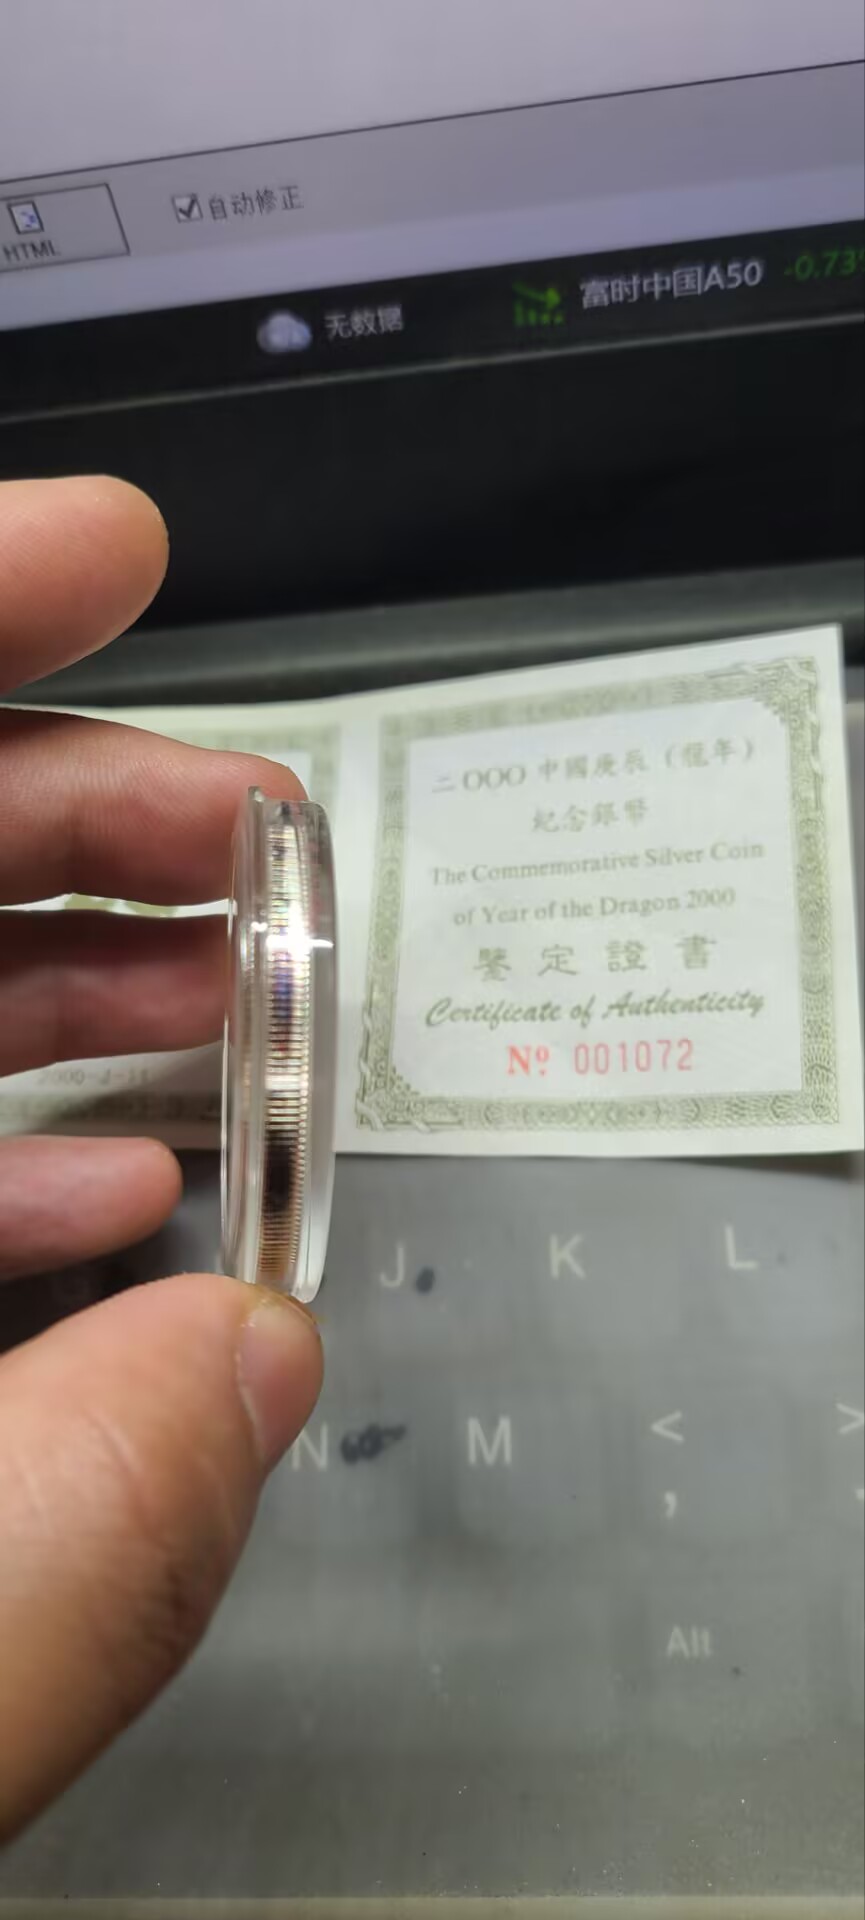 HTML
自动修正
无数据
富时中国A50
-0.73
二OOO 中國庚辰（龍年）
紀念銀幣
The Commemorative Silver Coin
of Year of the Dragon 2000
鑒定證書
Certificate of Authenticity
Nº 001072
J
K
L
N
M
<
,
>
Alt